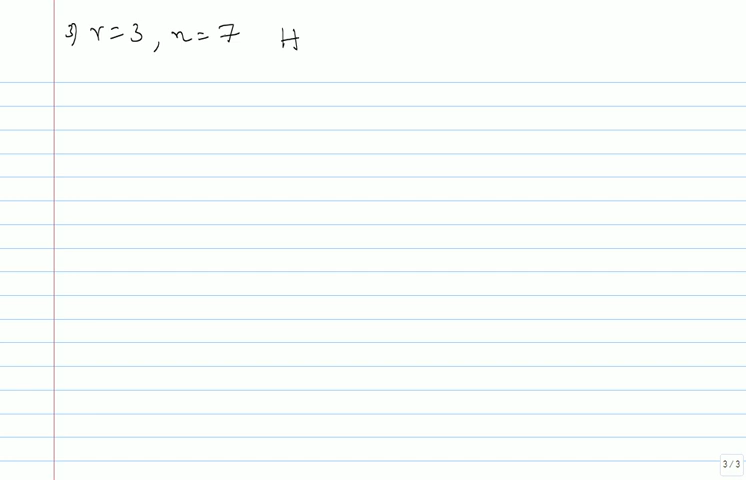 3) r = 3, n = 7 H
3 / 3